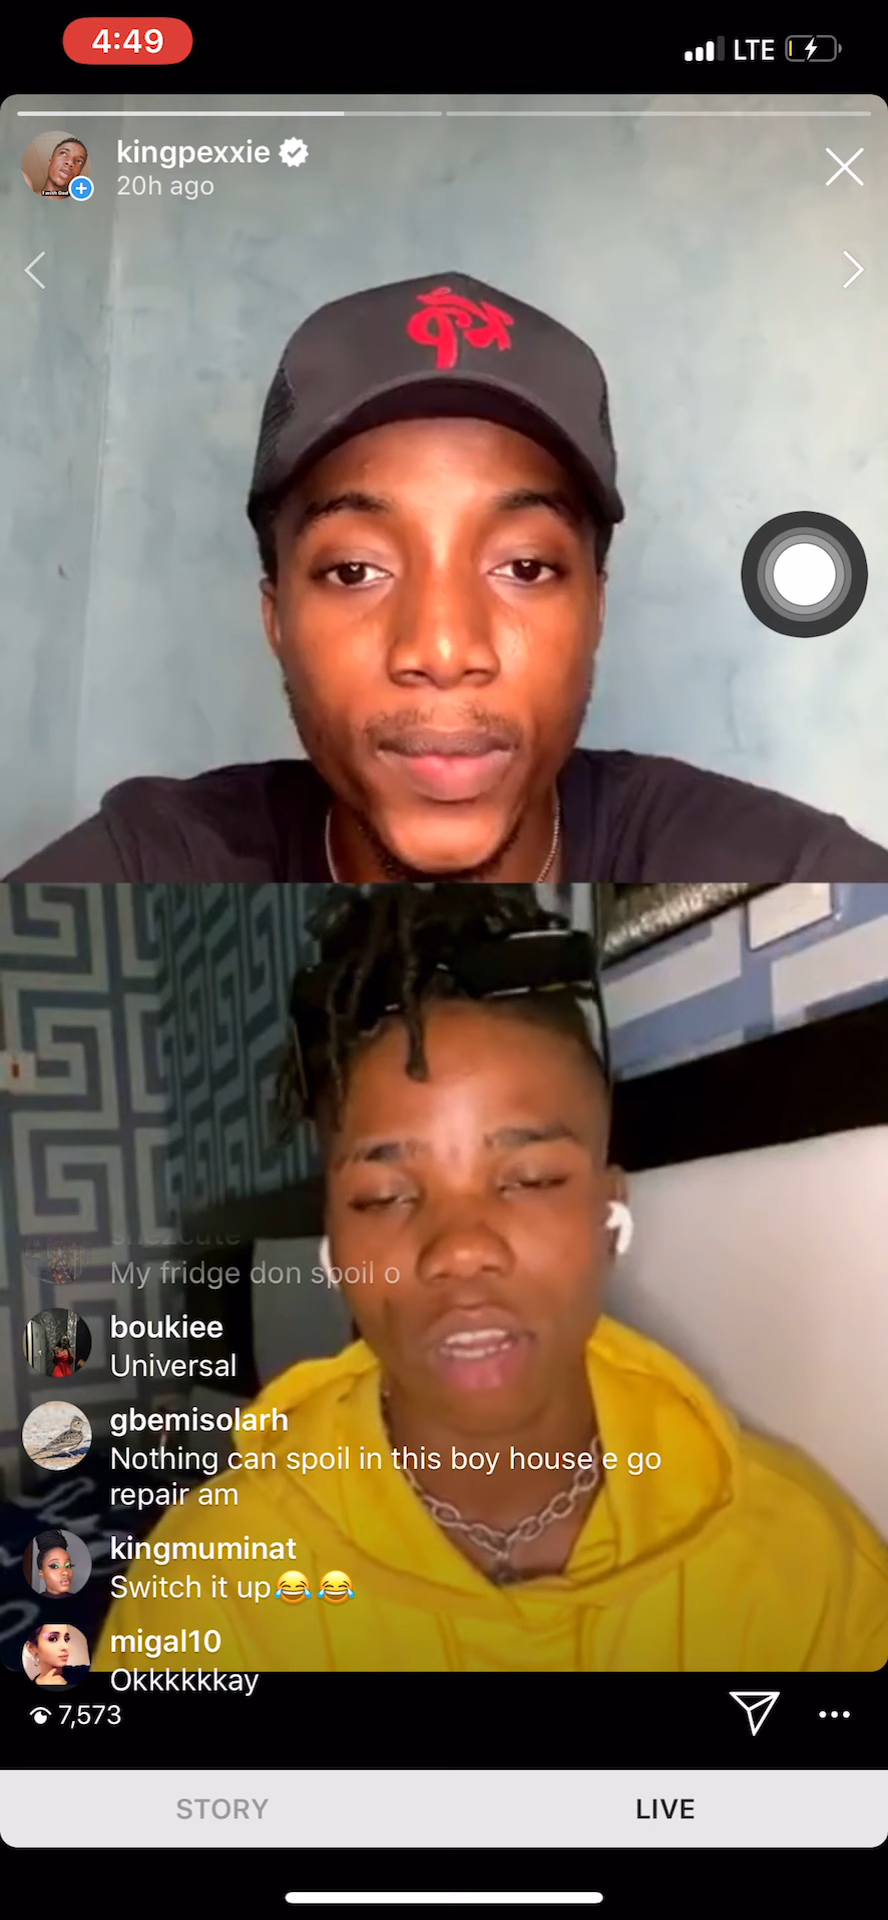 4:49
LTE
kingpexxie
20h ago
she2cute
My fridge don spoil o
boukiee
Universal
gbemisolarh
Nothing can spoil in this boy house e go
repair am
kingmuminat
Switch it up😂😂
migal10
Okkkkkkay
7,573
STORY
LIVE